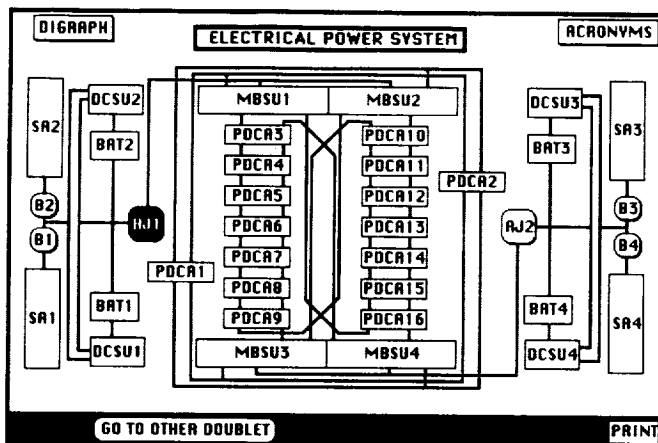 DIGRAPH
ELECTRICAL POWER SYSTEM
ACRONYMS
MBSU1 MBSU2
SA2 DCSU2 BAT2 B2 B1 AJ1 BAT1 DCSU1 SA1
PDCA1
PDCA3 PDCA10
PDCA4 PDCA11
PDCA5 PDCA12
PDCA6 PDCA13
PDCA7 PDCA14
PDCA8 PDCA15
PDCA9 PDCA16
PDCA2
AJ2 DCSU3 BAT3 SA3 B3 B4 BAT4 DCSU4 SA4
MBSU3 MBSU4
GO TO OTHER DOUBLET
PRINT